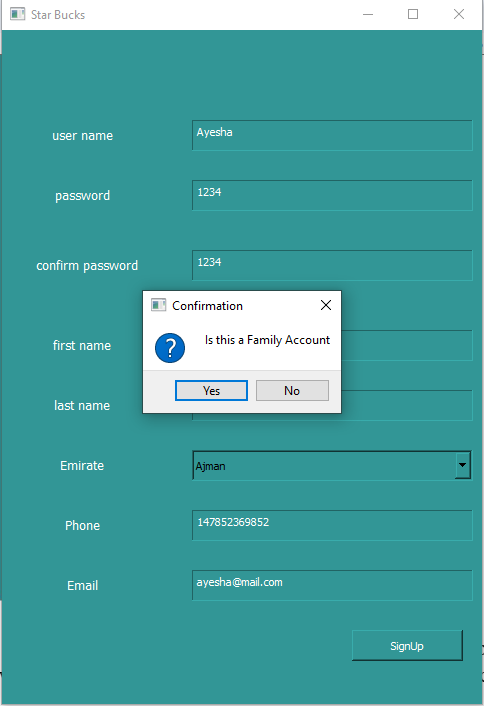 Star Bucks
user name
Ayesha
password
1234
confirm password
1234
Confirmation
Is this a Family Account
Yes
No
first name
last name
Emirate
Ajman
Phone
147852369852
Email
ayesha@mail.com
SignUp